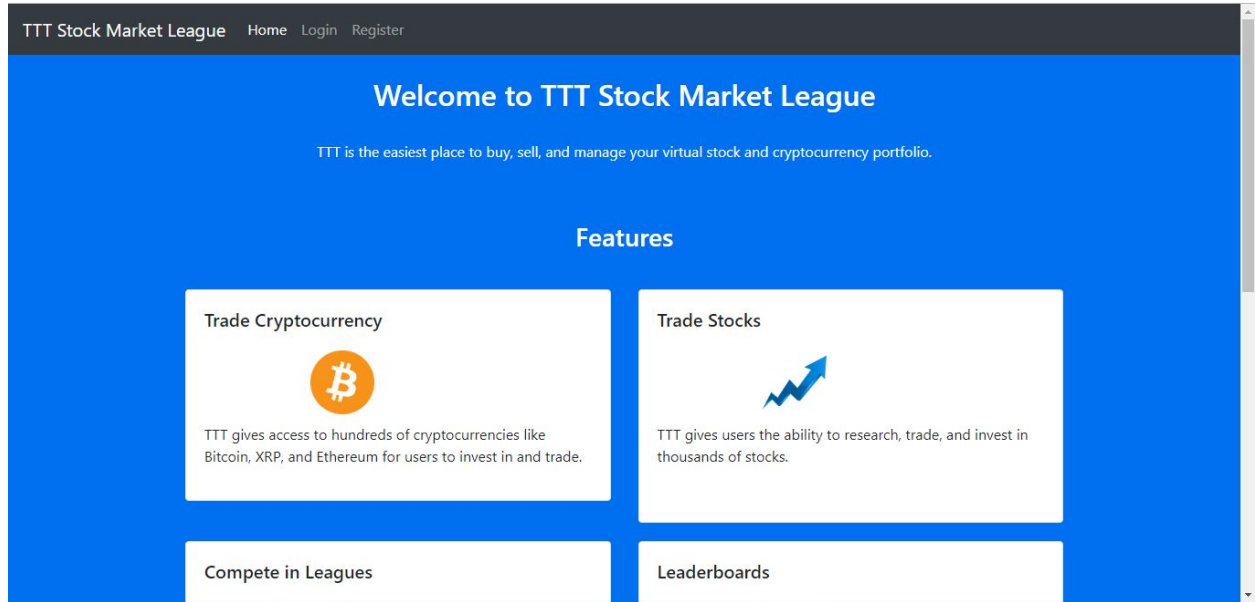 TTT Stock Market League Home Login Register
Welcome to TTT Stock Market League
TTT is the easiest place to buy, sell, and manage your virtual stock and cryptocurrency portfolio.
Features
Trade Cryptocurrency
TTT gives access to hundreds of cryptocurrencies like
Bitcoin, XRP, and Ethereum for users to invest in and trade.
Trade Stocks
TTT gives users the ability to research, trade, and invest in
thousands of stocks.
Compete in Leagues
Leaderboards